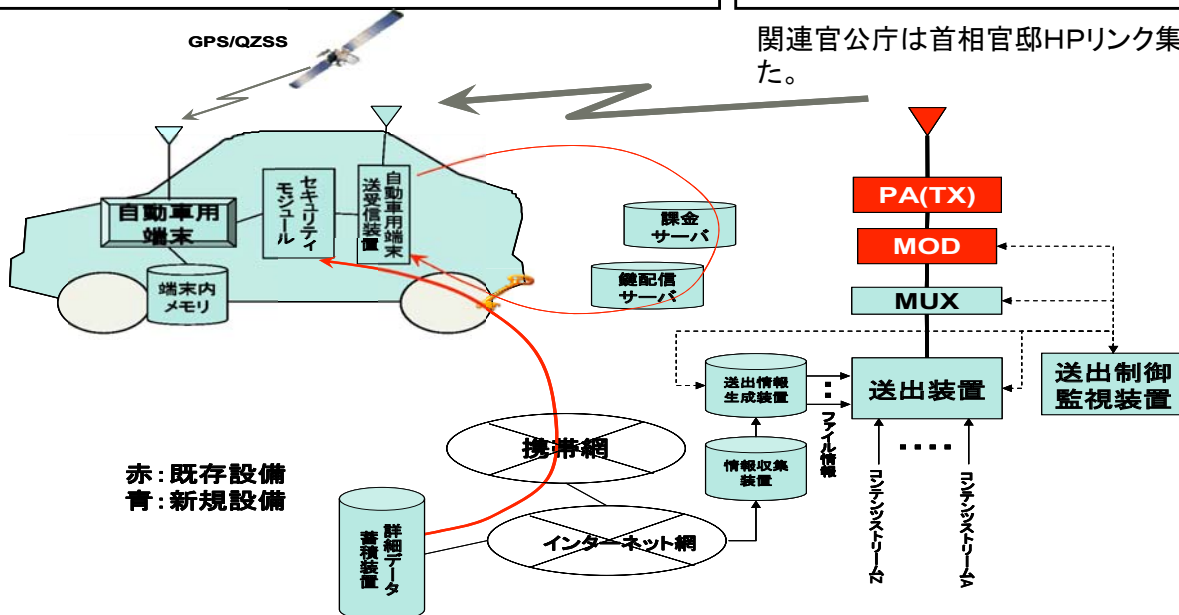 関連官公庁は首相官邸HPリンク集
た。
GPS/QZSS
自動車用
端末
セキュリティ
モジュール
自動車用端末
送受信装置
端末内
メモリ
課金
サーバ
鍵配信
サーバ
PA(TX)
MOD
MUX
送出装置
送出制御
監視装置
送出情報
生成装置
ファイル情報
情報収集
装置
携帯網
インターネット網
詳細データ
蓄積装置
コンテンツストリームZ
コンテンツストリームA
赤:既存設備
青:新規設備